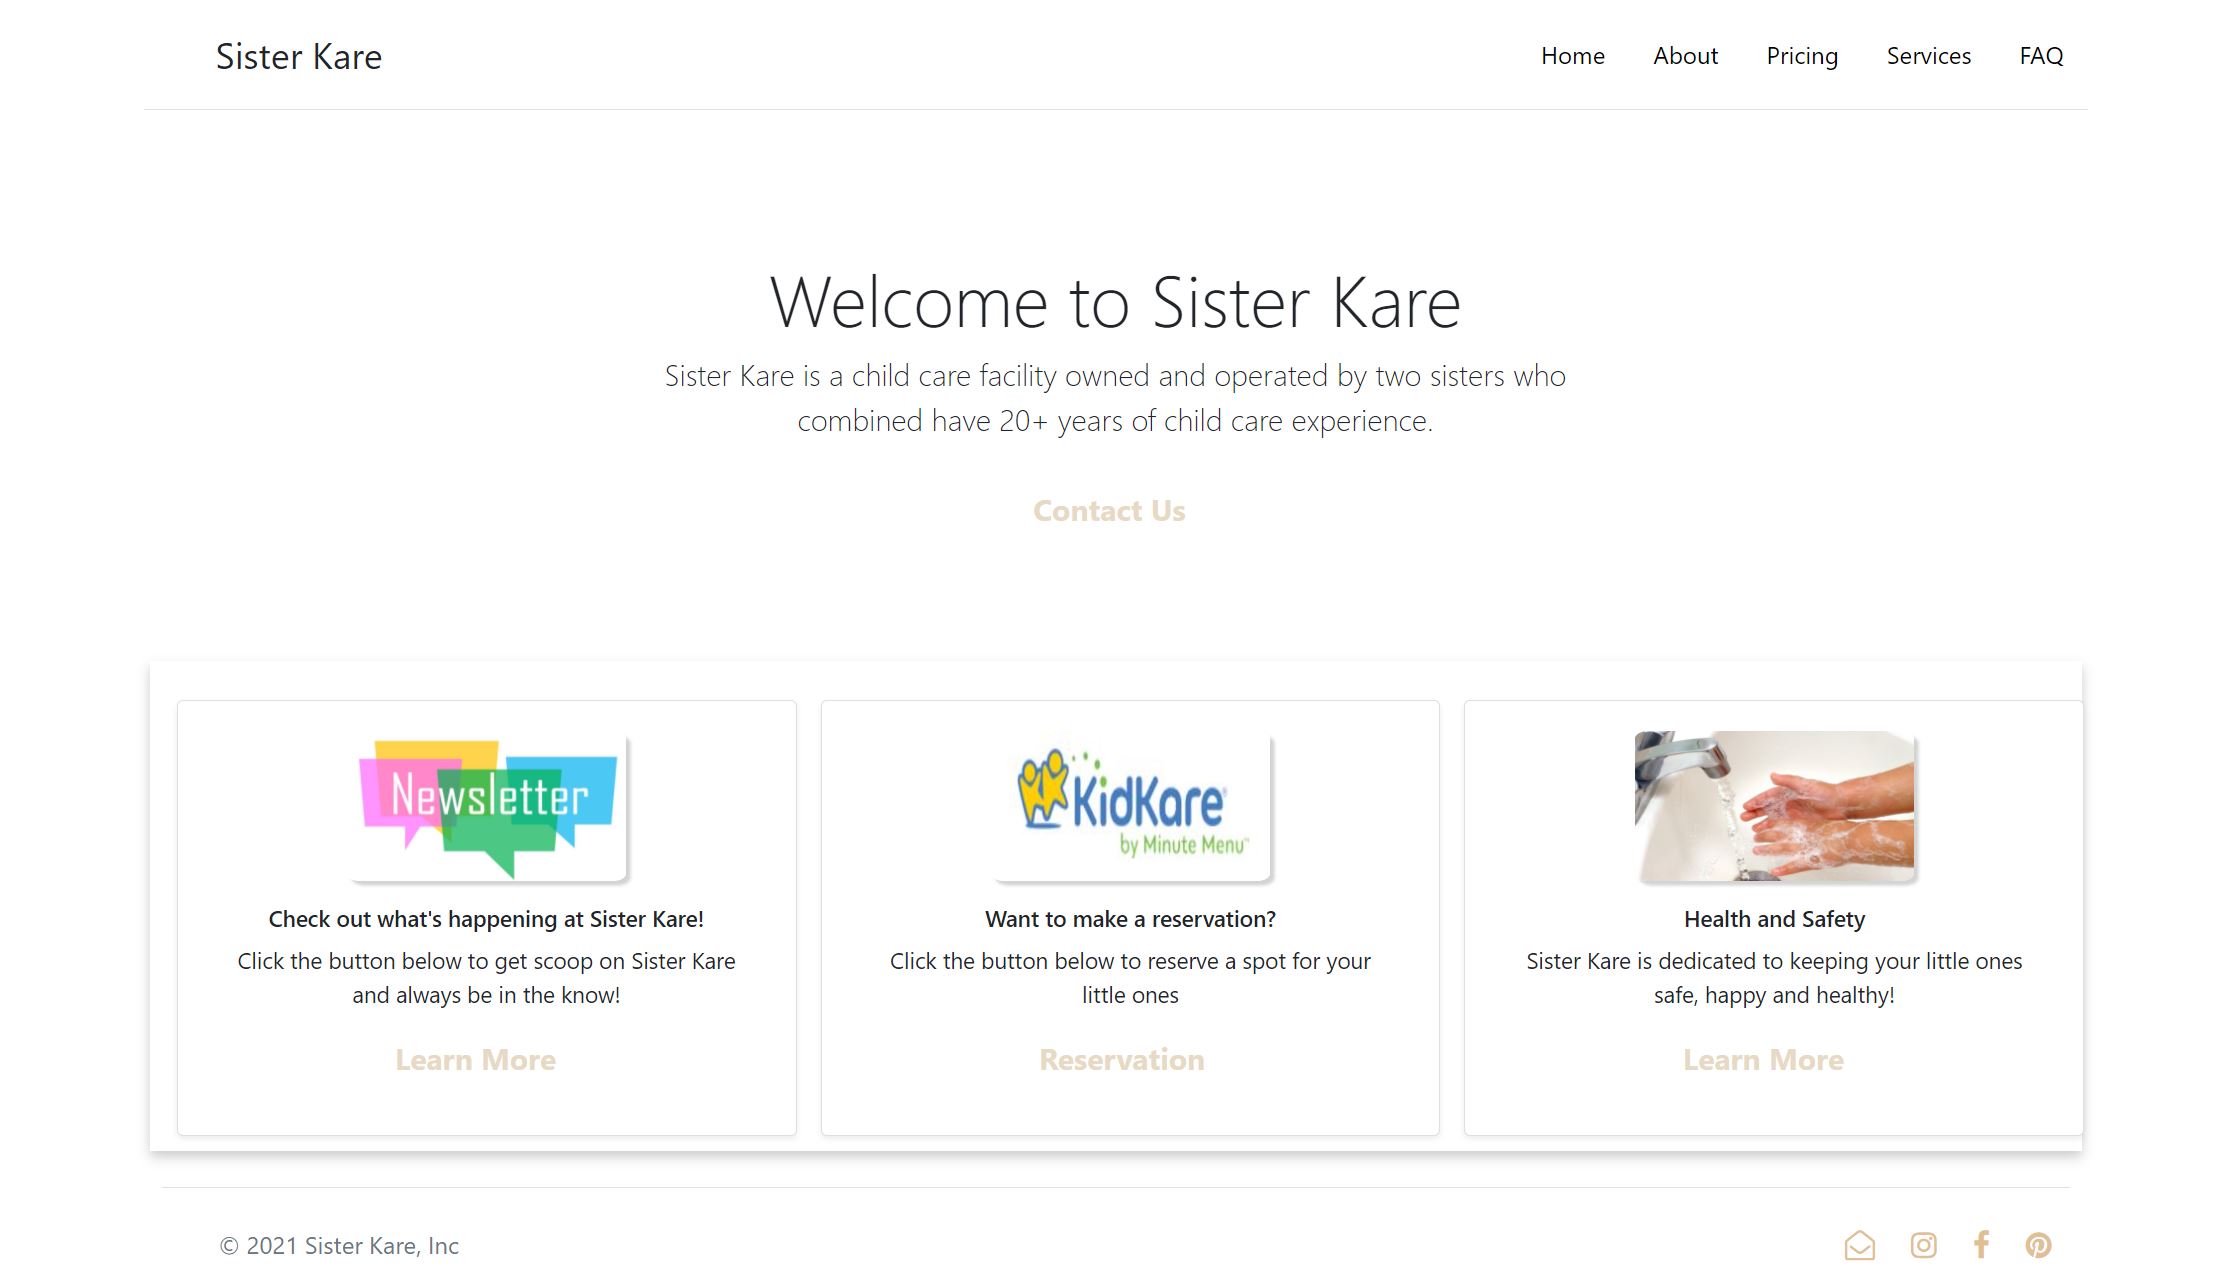 Sister Kare
Home About Pricing Services FAQ
Welcome to Sister Kare
Sister Kare is a child care facility owned and operated by two sisters who
combined have 20+ years of child care experience.
Contact Us
Newsletter
Check out what's happening at Sister Kare!
Click the button below to get scoop on Sister Kare
and always be in the know!
Learn More
KidKare®
by Minute Menu™
Want to make a reservation?
Click the button below to reserve a spot for your
little ones
Reservation
Health and Safety
Sister Kare is dedicated to keeping your little ones
safe, happy and healthy!
Learn More
© 2021 Sister Kare, Inc